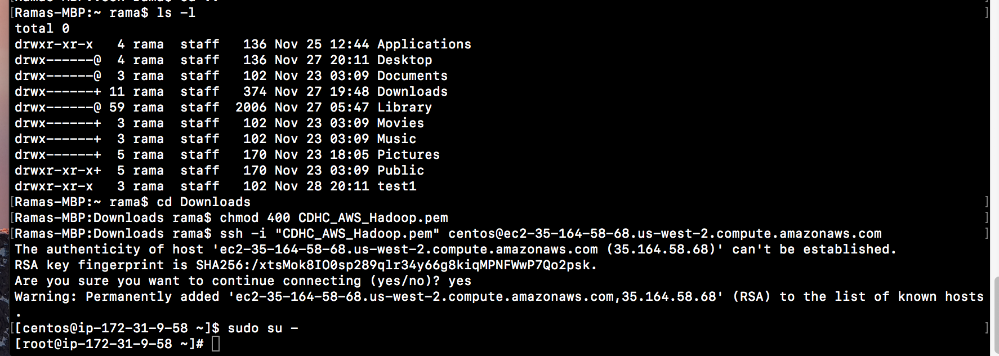 [Ramas-MBP:~ rama$ ls -l ]
total 0
drwxr-xr-x   4 rama  staff   136 Nov 25 12:44 Applications
drwx------@  4 rama  staff   136 Nov 27 20:11 Desktop
drwx------@  3 rama  staff   102 Nov 23 03:09 Documents
drwx------+ 11 rama  staff   374 Nov 27 19:48 Downloads
drwx------@ 59 rama  staff  2006 Nov 27 05:47 Library
drwx------+  3 rama  staff   102 Nov 23 03:09 Movies
drwx------+  3 rama  staff   102 Nov 23 03:09 Music
drwx------+  5 rama  staff   170 Nov 23 18:05 Pictures
drwxr-xr-x+  5 rama  staff   170 Nov 23 03:09 Public
drwxr-xr-x   3 rama  staff   102 Nov 28 20:11 test1
[Ramas-MBP:~ rama$ cd Downloads ]
[Ramas-MBP:Downloads rama$ chmod 400 CDHC_AWS_Hadoop.pem ]
[Ramas-MBP:Downloads rama$ ssh -i "CDHC_AWS_Hadoop.pem" centos@ec2-35-164-58-68.us-west-2.compute.amazonaws.com ]
The authenticity of host 'ec2-35-164-58-68.us-west-2.compute.amazonaws.com (35.164.58.68)' can't be established.
RSA key fingerprint is SHA256:/xtsMok8IO0sp289qlr34y66g8kiqMPNFWwP7Qo2psk.
Are you sure you want to continue connecting (yes/no)? yes
Warning: Permanently added 'ec2-35-164-58-68.us-west-2.compute.amazonaws.com,35.164.58.68' (RSA) to the list of known hosts
.
[[centos@ip-172-31-9-58 ~]$ sudo su - ]
[root@ip-172-31-9-58 ~]#